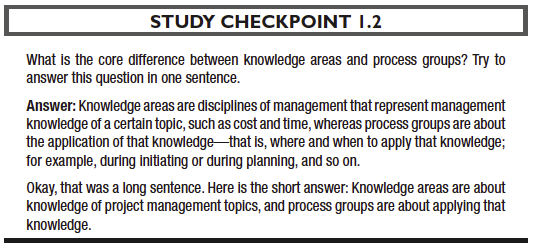 STUDY CHECKPOINT 1.2
What is the core difference between knowledge areas and process groups? Try to
answer this question in one sentence.
Answer: Knowledge areas are disciplines of management that represent management
knowledge of a certain topic, such as cost and time, whereas process groups are about
the application of that knowledge—that is, where and when to apply that knowledge;
for example, during initiating or during planning, and so on.
Okay, that was a long sentence. Here is the short answer: Knowledge areas are about
knowledge of project management topics, and process groups are about applying that
knowledge.